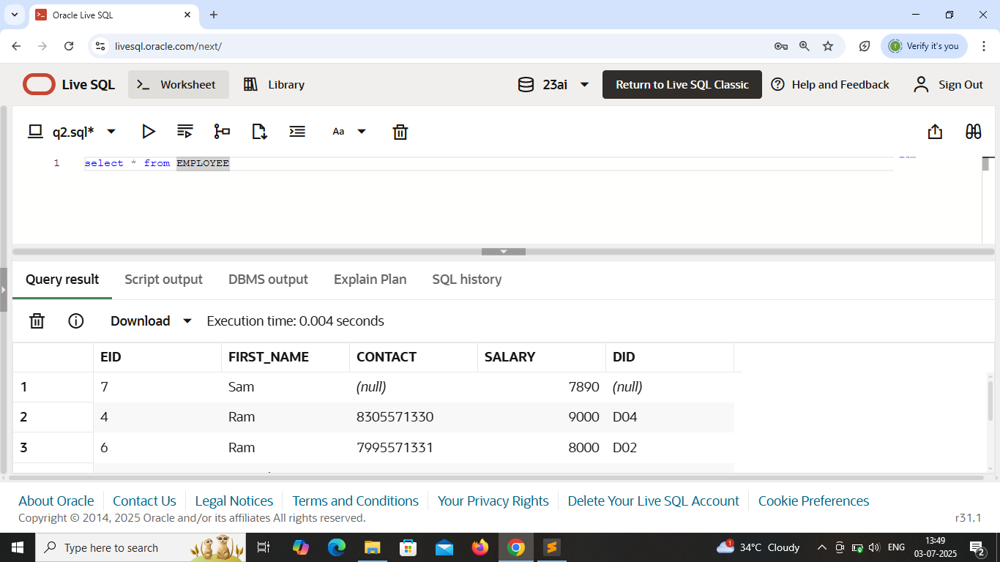 Oracle Live SQL
livesql.oracle.com/next/
T Verify it's you
Live SQL Worksheet Library 23ai Return to Live SQL Classic Help and Feedback Sign Out
q2.sql* Aa
1 select * from EMPLOYEE
Query result Script output DBMS output Explain Plan SQL history
Download Execution time: 0.004 seconds
EID FIRST_NAME CONTACT SALARY DID
1 7 Sam (null) 7890 (null)
2 4 Ram 8305571330 9000 D04
3 6 Ram 7995571331 8000 D02
About Oracle Contact Us Legal Notices Terms and Conditions Your Privacy Rights Delete Your Live SQL Account Cookie Preferences
Copyright © 2014, 2025 Oracle and/or its affiliates All rights reserved. r31.1
Type here to search 1 34°C Cloudy ENG 13:49
03-07-2025 2